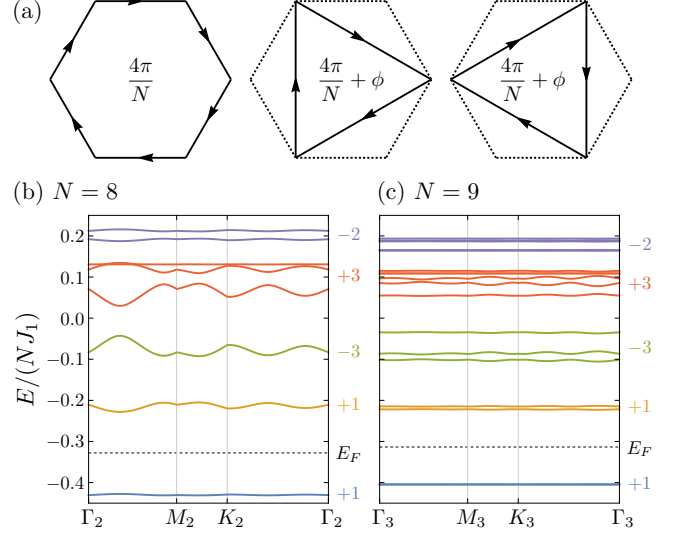 (a)
4π/N
4π/N + ϕ
4π/N + ϕ
(b) N = 8
(c) N = 9
E/(NJ₁)
0.2
0.1
0.0
−0.1
−0.2
−0.3
−0.4
−2
+3
−3
+1
E_F
+1
Γ₂ M₂ K₂ Γ₂
−2
+3
−3
+1
E_F
+1
Γ₃ M₃ K₃ Γ₃